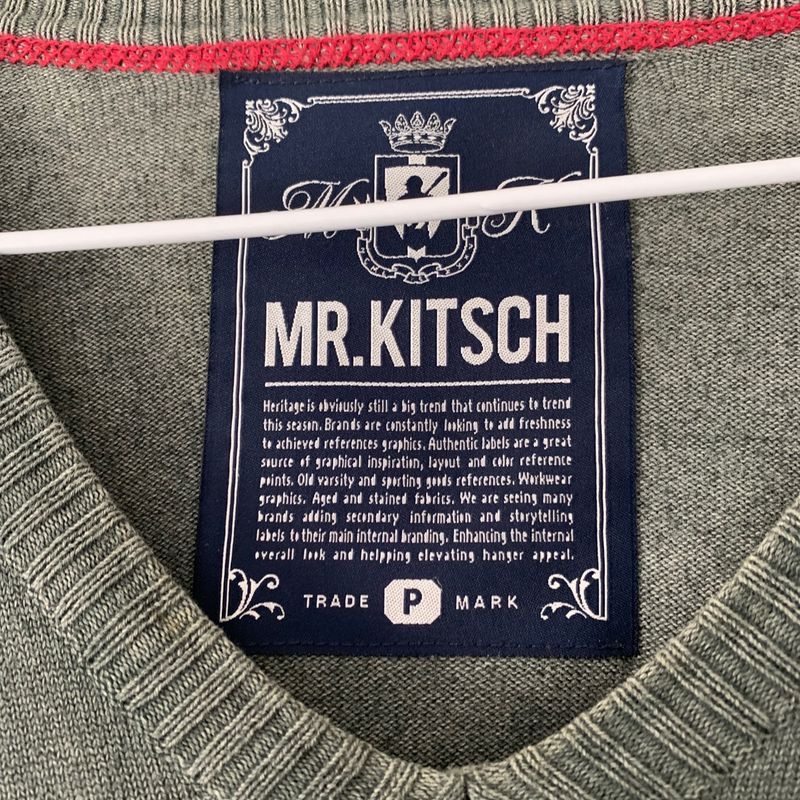 M K
MR.KITSCH
Heritage is obviously still a big trend that continues to trend
this season. Brands are constantly looking to add freshness
to achieved references graphics. Authentic labels are a great
source of graphical inspiration, layout and color reference
points. Old varsity and sporting goods references. Workwear
graphics. Aged and stained fabrics. We are seeing many
brands adding secondary information and storytelling
labels to their main internal branding. Enhancing the internal
overall look and helpping elevating hanger appeal.
TRADE P MARK